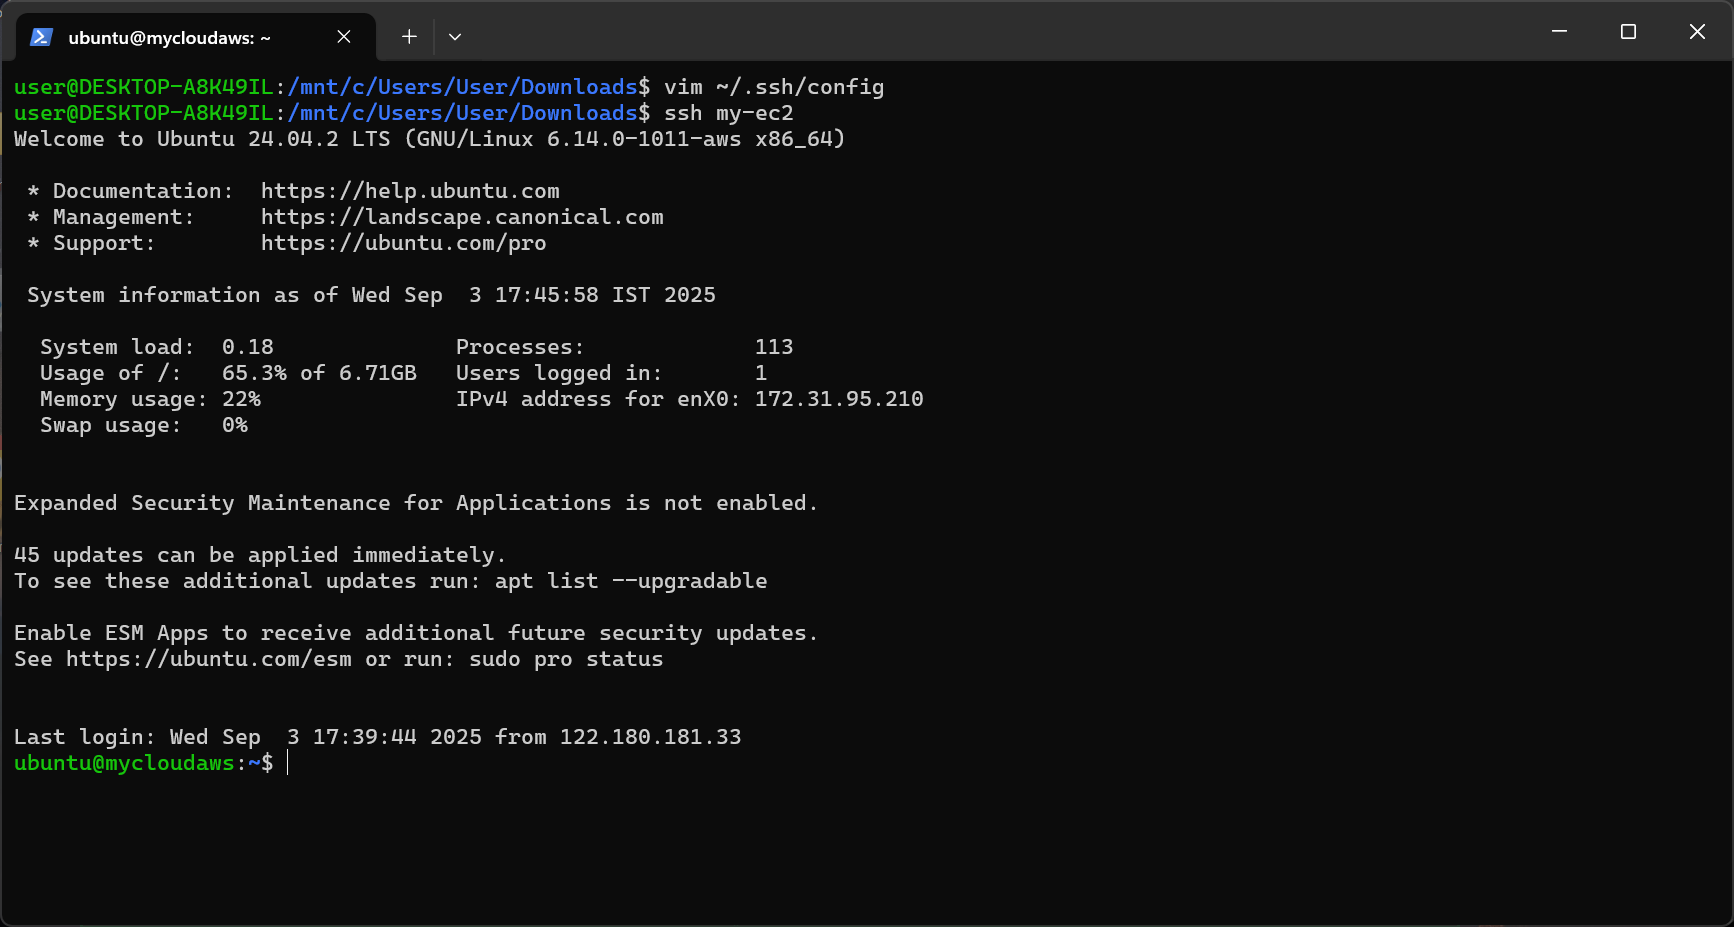 ubuntu@mycloudaws: ~
user@DESKTOP-A8K49IL:/mnt/c/Users/User/Downloads$ vim ~/.ssh/config
user@DESKTOP-A8K49IL:/mnt/c/Users/User/Downloads$ ssh my-ec2
Welcome to Ubuntu 24.04.2 LTS (GNU/Linux 6.14.0-1011-aws x86_64)

 * Documentation:  https://help.ubuntu.com
 * Management:     https://landscape.canonical.com
 * Support:        https://ubuntu.com/pro

 System information as of Wed Sep  3 17:45:58 IST 2025

  System load:  0.18              Processes:             113
  Usage of /:   65.3% of 6.71GB   Users logged in:       1
  Memory usage: 22%               IPv4 address for enX0: 172.31.95.210
  Swap usage:   0%


Expanded Security Maintenance for Applications is not enabled.

45 updates can be applied immediately.
To see these additional updates run: apt list --upgradable

Enable ESM Apps to receive additional future security updates.
See https://ubuntu.com/esm or run: sudo pro status


Last login: Wed Sep  3 17:39:44 2025 from 122.180.181.33
ubuntu@mycloudaws:~$